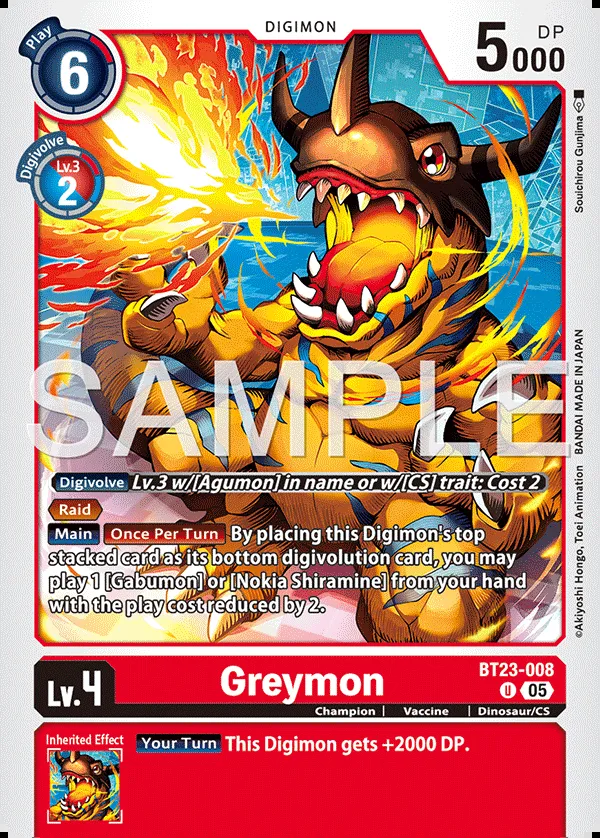 Play
6
DIGIMON
5000
DP
Digivolve
Lv.3
2
Souichirou Gunjima
SAMPLE
©Akiyoshi Hongo, Toei Animation BANDAI MADE IN JAPAN
Digivolve Lv.3 w/[Agumon] in name or w/[CS] trait: Cost 2
Raid
Main Once Per Turn By placing this Digimon's top
stacked card as its bottom digivolution card, you may
play 1 [Gabumon] or [Nokia Shiramine] from your hand
with the play cost reduced by 2.
Lv.4
Greymon
BT23-008
U 05
Champion | Vaccine | Dinosaur/CS
Inherited Effect
Your Turn This Digimon gets +2000 DP.